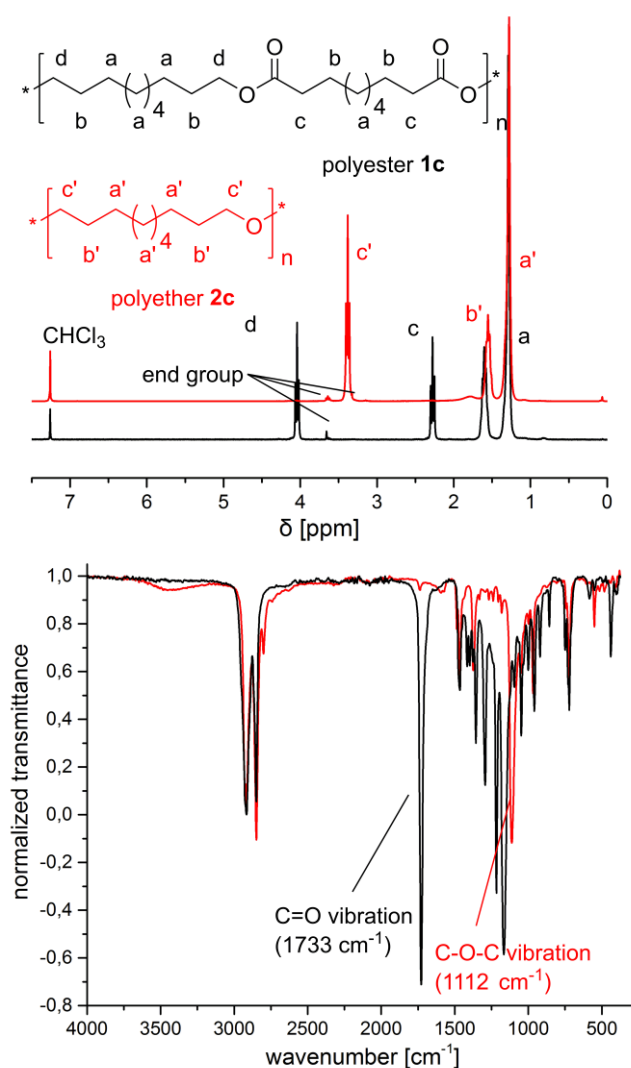 O O
d a a d b b
* [ ( ) 4 O ( ) 4 O ] * n
b a b c a c
polyester 1c
c' a' a' c'
* [ ( ) 4 O ] * n
b' a' b'
polyether 2c
a'
c'
b'
d c a
CHCl3
end group
7 6 5 4 3 2 1 0
δ [ppm]
1,0
0,8
0,6
0,4
0,2
0,0
-0,2
-0,4
-0,6
-0,8
normalized transmittance
C=O vibration
(1733 cm-1)
C-O-C vibration
(1112 cm-1)
4000 3500 3000 2500 2000 1500 1000 500
wavenumber [cm-1]